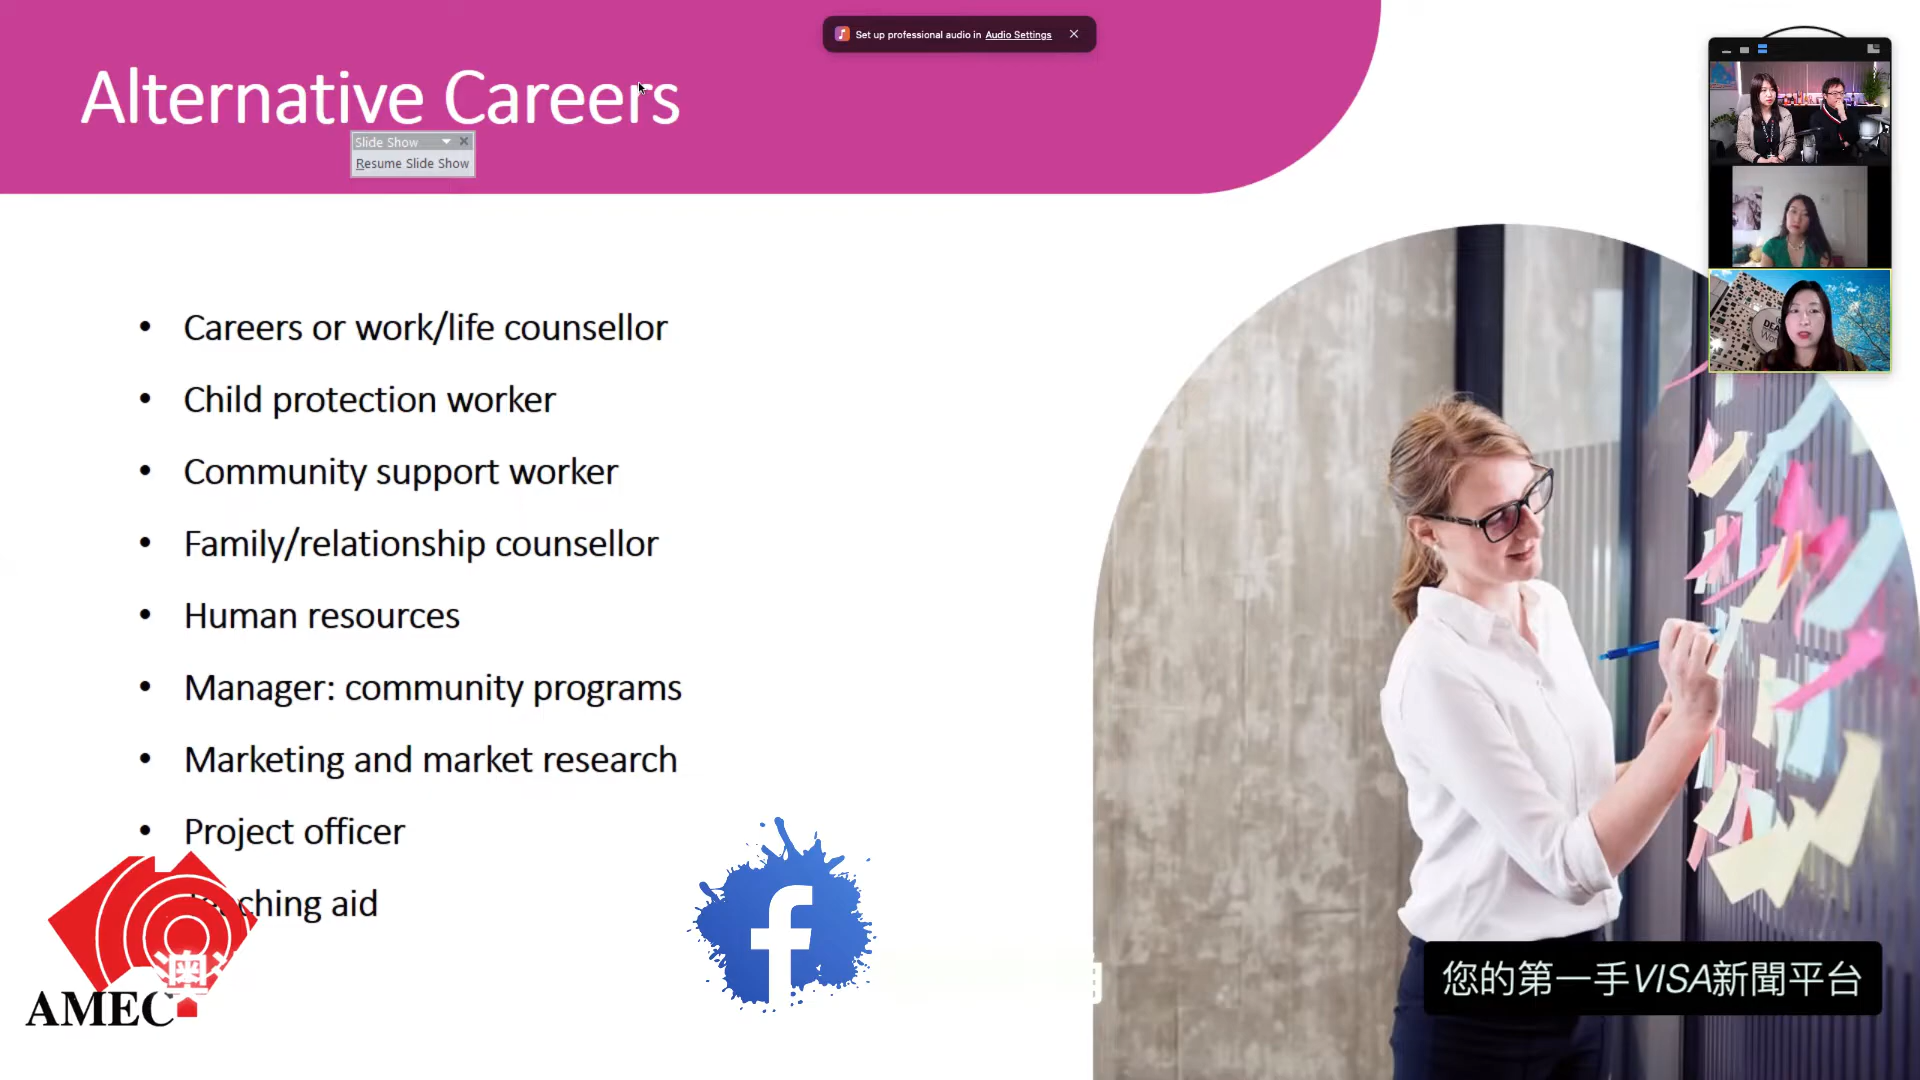 Set up professional audio in Audio Settings
Alternative Careers
Slide Show
Resume Slide Show
• Careers or work/life counsellor
• Child protection worker
• Community support worker
• Family/relationship counsellor
• Human resources
• Manager: community programs
• Marketing and market research
• Project officer
aid
澳
AMEC
f
您的第一手VISA新聞平台